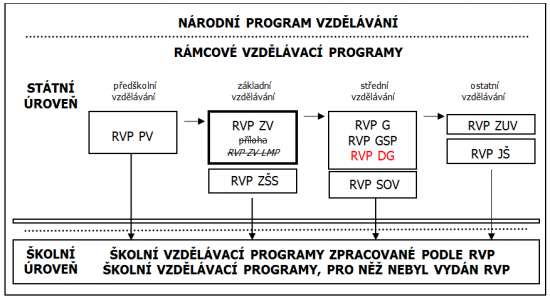 NÁRODNÍ PROGRAM VZDĚLÁVÁNÍ
RÁMCOVÉ VZDĚLÁVACÍ PROGRAMY
STÁTNÍ
ÚROVEŇ
předškolní
vzdělávání
základní
vzdělávání
střední
vzdělávání
ostatní
vzdělávání
RVP PV
RVP ZV
příloha
RVP ZV-LMP
RVP ZŠS
RVP G
RVP GSP
RVP DG
RVP SOV
RVP ZUV
RVP JŠ
ŠKOLNÍ
ÚROVEŇ
ŠKOLNÍ VZDĚLÁVACÍ PROGRAMY ZPRACOVANÉ PODLE RVP
ŠKOLNÍ VZDĚLÁVACÍ PROGRAMY, PRO NĚŽ NEBYL VYDÁN RVP